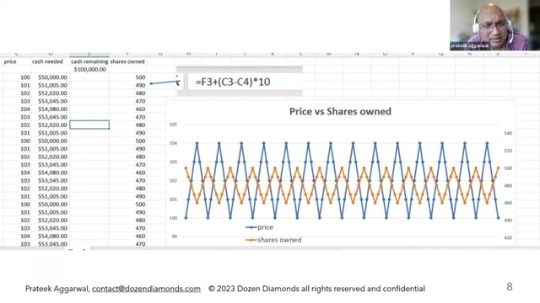 prateek aggarwal
price cash needed cash remaining shares owned
$100,000.00
100 $50,000.00 500
101 $51,005.00 490
102 $52,020.00 480
103 $53,045.00 470
104 $54,080.00 460
103 $53,045.00 470
102 $52,020.00 480
101 $51,005.00 490
100 $50,000.00 500
101 $51,005.00 490
102 $52,020.00 480
103 $53,045.00 470
104 $54,080.00 460
103 $53,045.00 470
102 $52,020.00 480
101 $51,005.00 490
100 $50,000.00 500
101 $51,005.00 490
102 $52,020.00 480
103 $53,045.00 470
104 $54,080.00 460
103 $53,045.00 470
=F3+(C3-C4)*10
Price vs Shares owned
105
104
103
102
101
100
99
540
520
500
480
460
440
420
price
shares owned
Prateek Aggarwal, contact@dozendiamonds.com © 2023 Dozen Diamonds all rights reserved and confidential 8